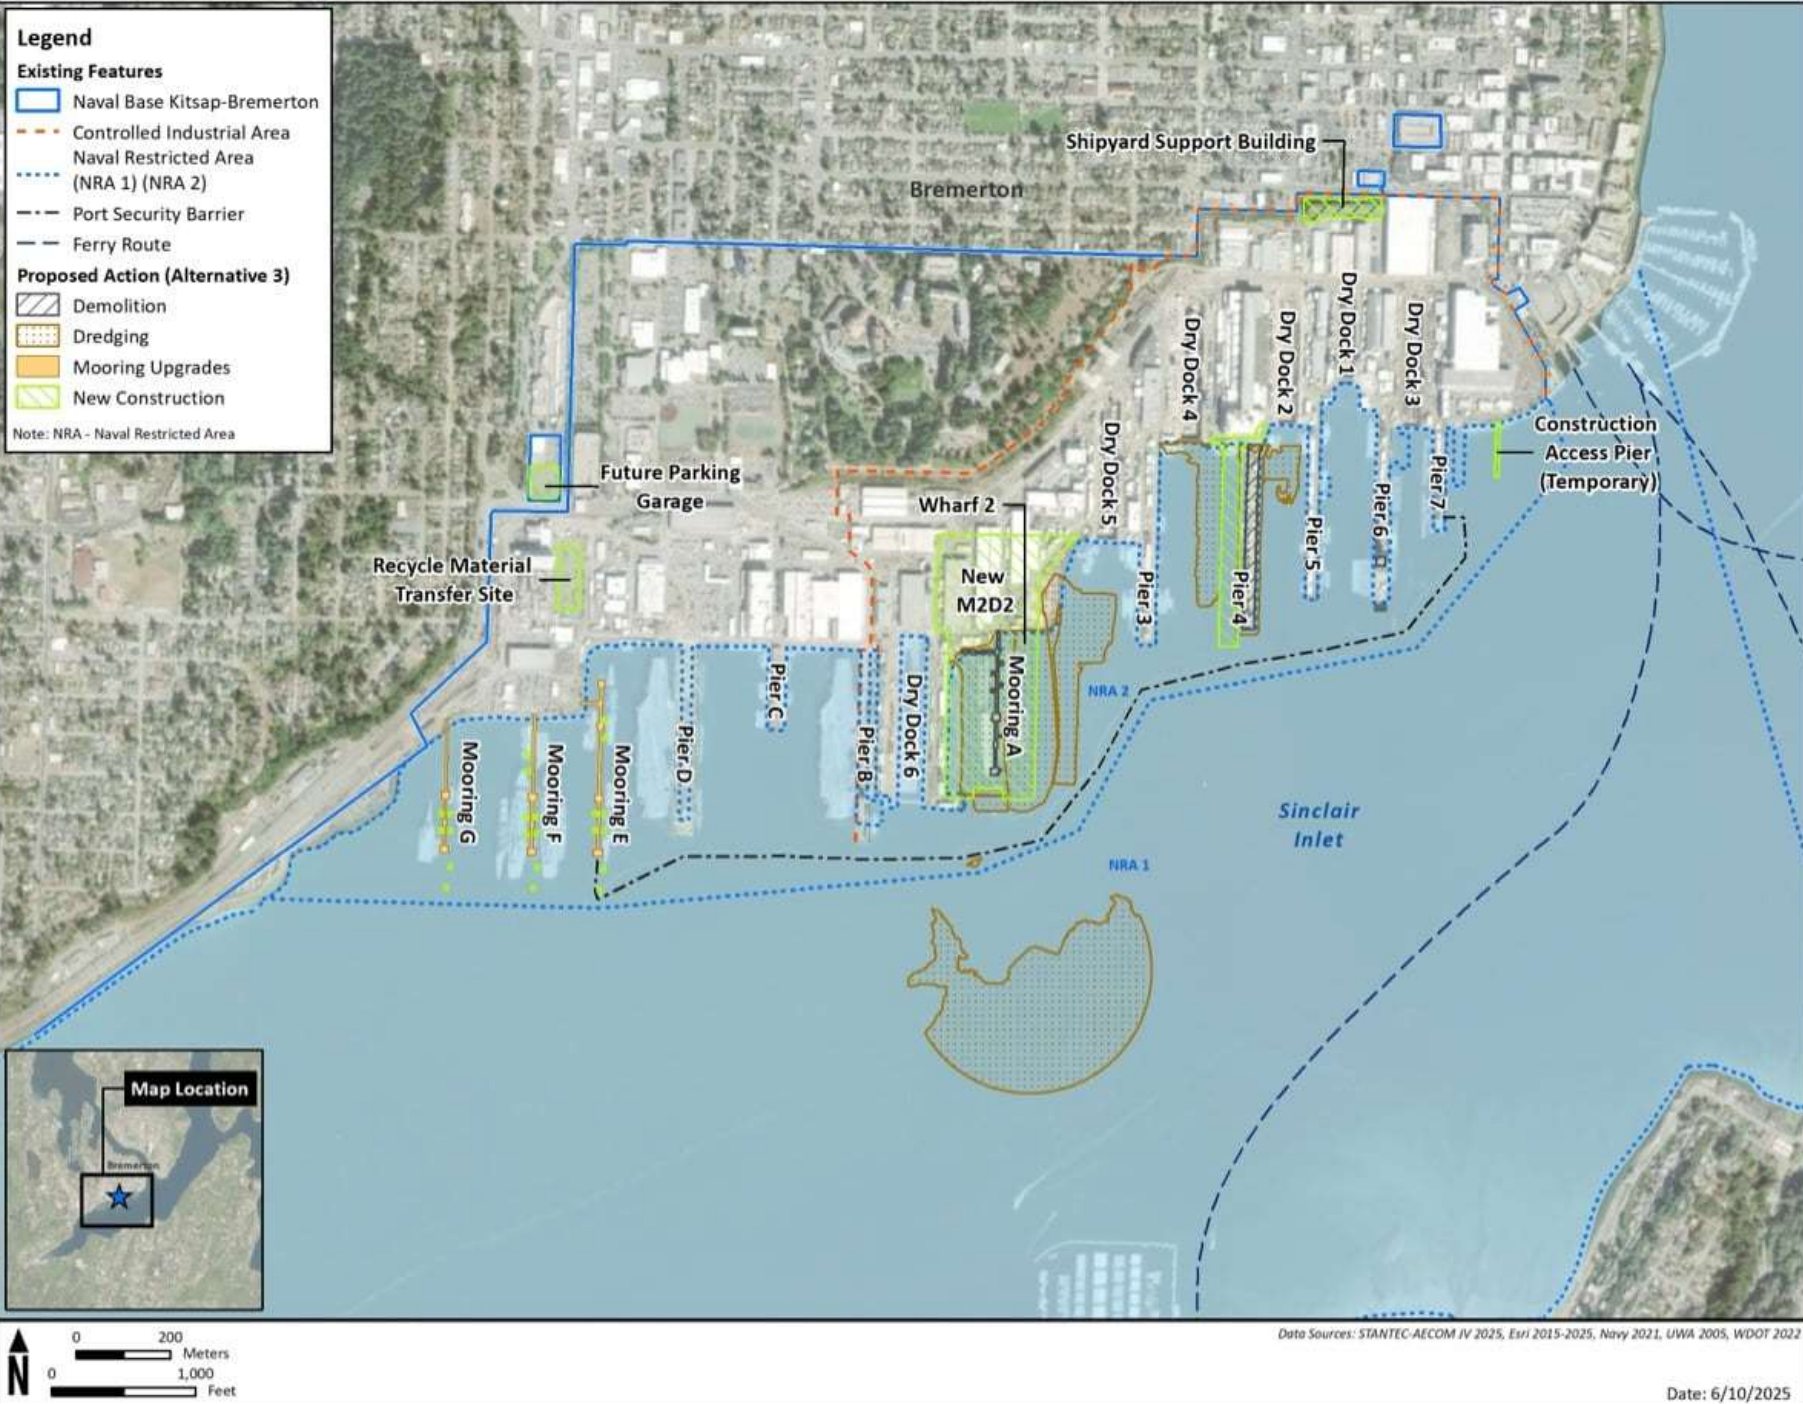 Legend
Existing Features
Naval Base Kitsap-Bremerton
Controlled Industrial Area
Naval Restricted Area
(NRA 1) (NRA 2)
Port Security Barrier
Ferry Route
Proposed Action (Alternative 3)
Demolition
Dredging
Mooring Upgrades
New Construction
Note: NRA - Naval Restricted Area
Shipyard Support Building
Bremerton
Dry Dock 4
Dry Dock 2
Dry Dock 1
Dry Dock 3
Construction
Access Pier
(Temporary)
Future Parking
Garage
Wharf 2
Dry Dock 5
Pier 5
Pier 6
Pier 7
Recycle Material
Transfer Site
New
M2D2
Pier 3
Pier 4
Mooring G
Mooring F
Mooring E
Pier D
Pier C
Pier B
Dry Dock 6
Mooring A
NRA 2
Sinclair
Inlet
NRA 1
Map Location
Bremerton
N
0 200
Meters
0 1,000
Feet
Data Sources: STANTEC-AECOM JV 2025, Esri 2015-2025, Navy 2021, UWA 2005, WDOT 2022
Date: 6/10/2025